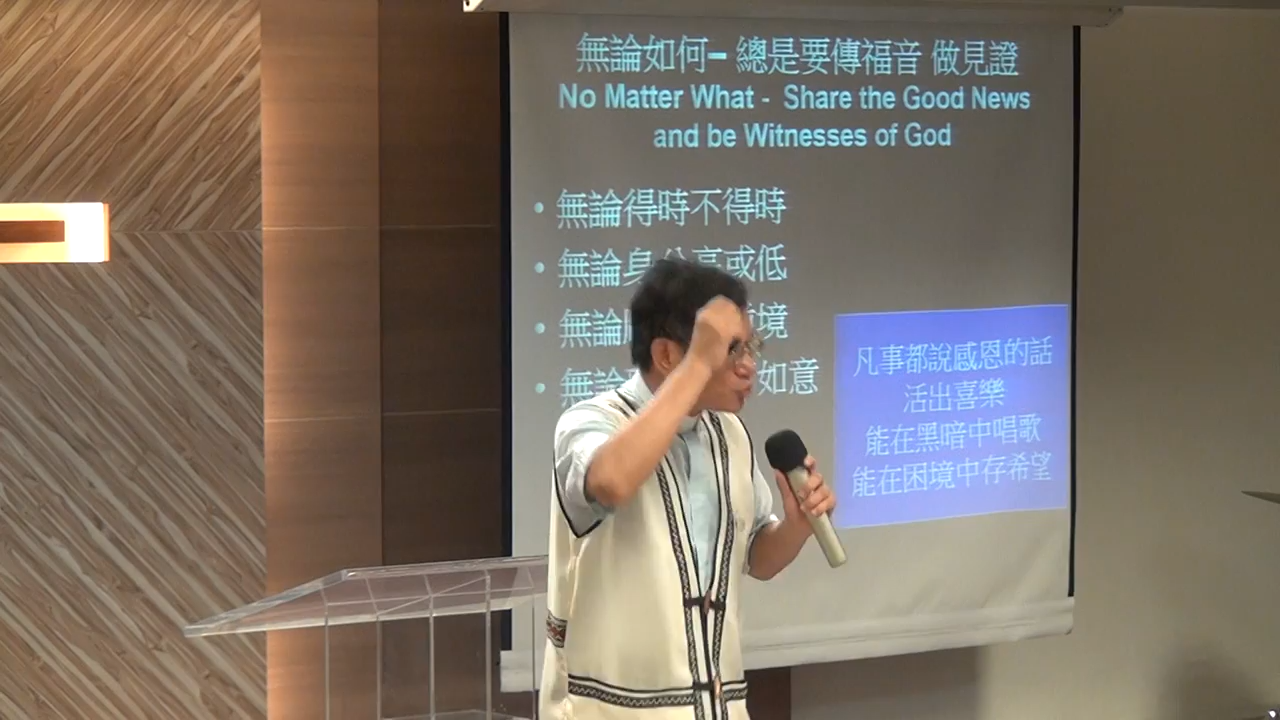 無論如何– 總是要傳福音 做見證
No Matter What - Share the Good News
and be Witnesses of God
• 無論得時不得時
• 無論身分高或低
• 無論 境
• 無論 如意
凡事都說感恩的話
活出喜樂
能在黑暗中唱歌
能在困境中存希望